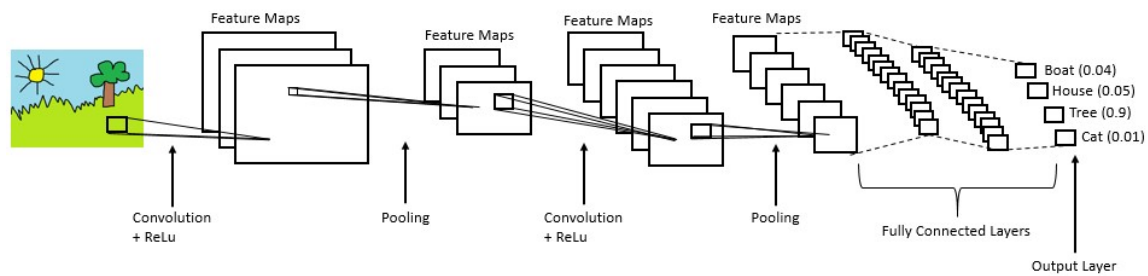 Feature Maps
Feature Maps
Feature Maps
Feature Maps
Boat (0.04)
House (0.05)
Tree (0.9)
Cat (0.01)
Convolution
+ ReLu
Pooling
Convolution
+ ReLu
Pooling
Fully Connected Layers
Output Layer